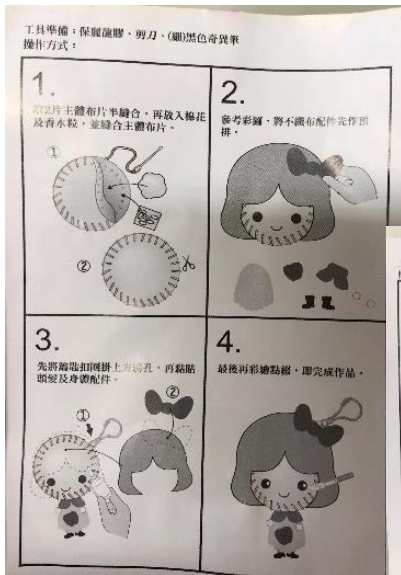 工具準備：保麗龍膠、剪刀、(細)黑色奇異筆
操作方式：
1.
取2片主體布片半縫合，再放入棉花
及香水粒，並縫合主體布片。
①
②
2.
參考彩圖，將不織布配件先作預
排。
3.
先將鑰匙扣圈掛上方洞孔，再黏貼
頭髮及身體配件。
①
②
4.
最後再彩繪點綴，即完成作品。